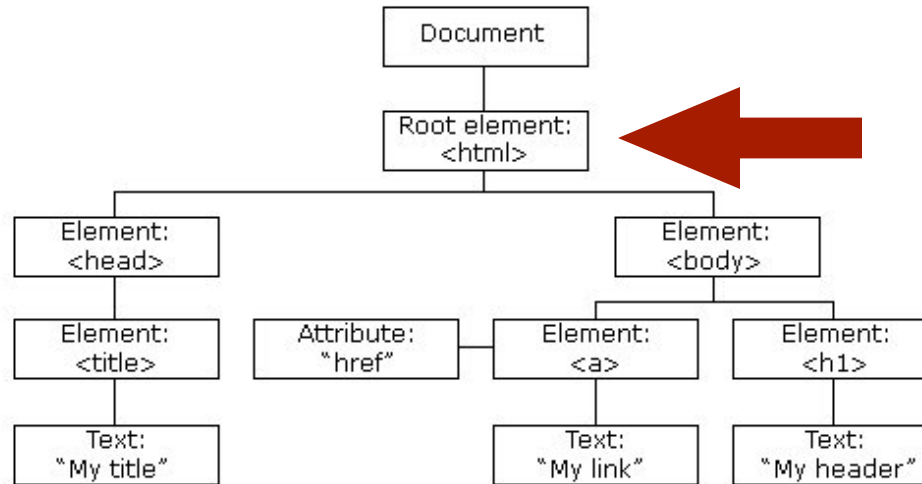 Document
Root element:
<html>
Element:
<head>
Element:
<body>
Element:
<title>
Attribute:
“href”
Element:
<a>
Element:
<h1>
Text:
“My title”
Text:
“My link”
Text:
“My header”